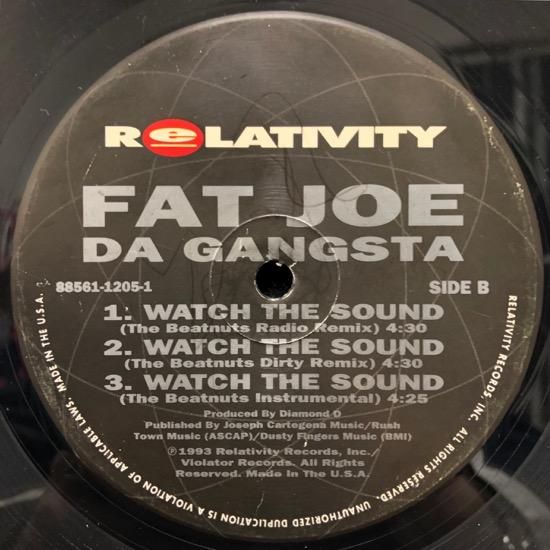 ReLATIVITY
FAT JOE
DA GANGSTA
88561-1205-1
SIDE B
1. WATCH THE SOUND
(The Beatnuts Radio Remix) 4:30
2. WATCH THE SOUND
(The Beatnuts Dirty Remix) 4:30
3. WATCH THE SOUND
(The Beatnuts Instrumental) 4:25
Produced By Diamond D
Published By Joseph Cartegena Music/Rush
Town Music (ASCAP)/Dusty Fingers Music (BMI)
℗1993 Relativity Records, Inc./
Violator Records. All Rights
Reserved. Made In The U.S.A.
RELATIVITY RECORDS, INC. ALL RIGHTS RESERVED. UNAUTHORIZED DUPLICATION IS A VIOLATION OF APPLICABLE LAWS. MADE IN THE U.S.A.